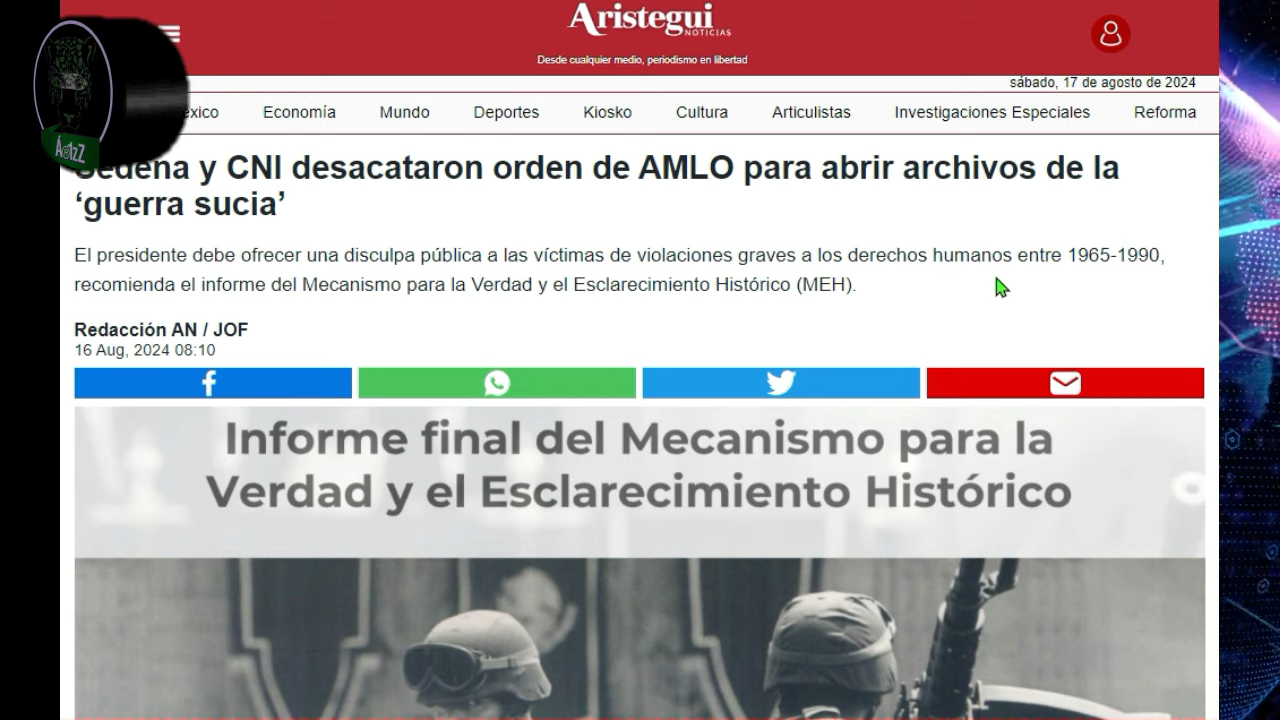 Aristegui
NOTICIAS
Desde cualquier medio, periodismo en libertad
sábado, 17 de agosto de 2024
Economía Mundo Deportes Kiosko Cultura Articulistas Investigaciones Especiales Reforma
Sedena y CNI desacataron orden de AMLO para abrir archivos de la
‘guerra sucia’
El presidente debe ofrecer una disculpa pública a las víctimas de violaciones graves a los derechos humanos entre 1965-1990,
recomienda el informe del Mecanismo para la Verdad y el Esclarecimiento Histórico (MEH).
Redacción AN / JOF
16 Aug, 2024 08:10
Informe final del Mecanismo para la
Verdad y el Esclarecimiento Histórico